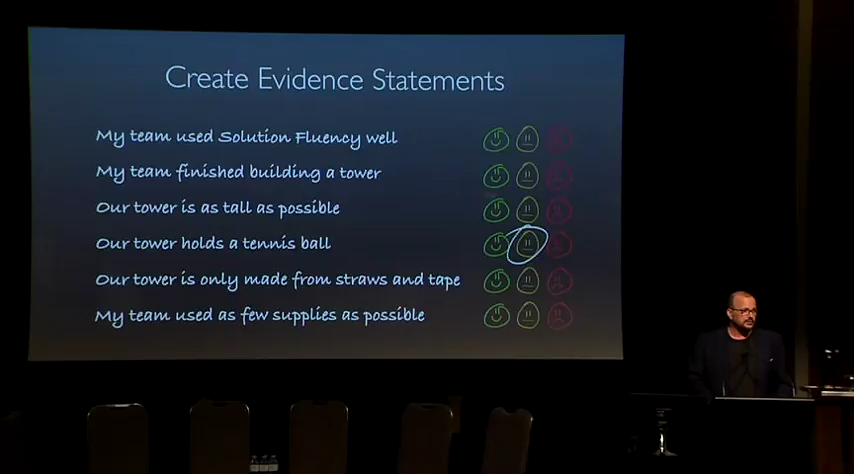 Create Evidence Statements
My team used Solution Fluency well
My team finished building a tower
Our tower is as tall as possible
Our tower holds a tennis ball
Our tower is only made from straws and tape
My team used as few supplies as possible